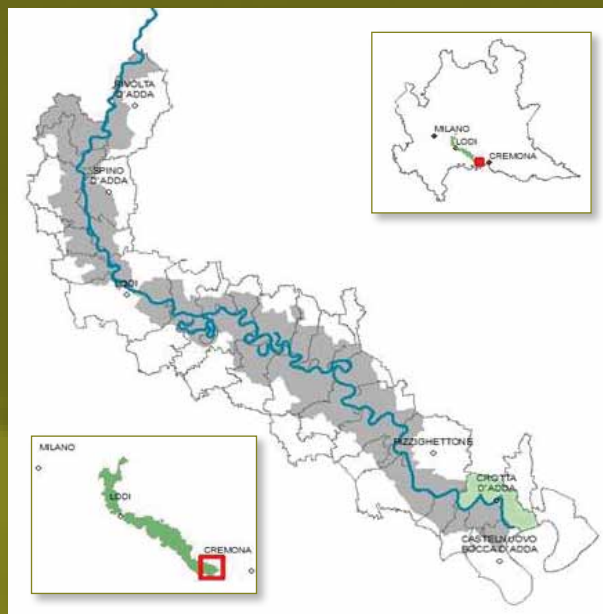 RIVOLTA
D'ADDA
MILANO
LODI
CREMONA
SPINO
D'ADDA
LODI
PIZZIGHETTONE
MILANO
LODI
CREMONA
CROTTA
D'ADDA
CASTELNUOVO
BOCCA D'ADDA